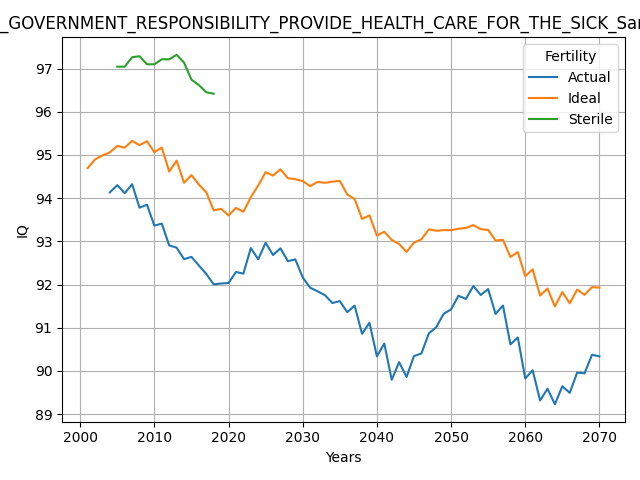 _GOVERNMENT_RESPONSIBILITY_PROVIDE_HEALTH_CARE_FOR_THE_SICK_Sa
Fertility
Actual
Ideal
Sterile
IQ
97
96
95
94
93
92
91
90
89
2000
2010
2020
2030
2040
2050
2060
2070
Years